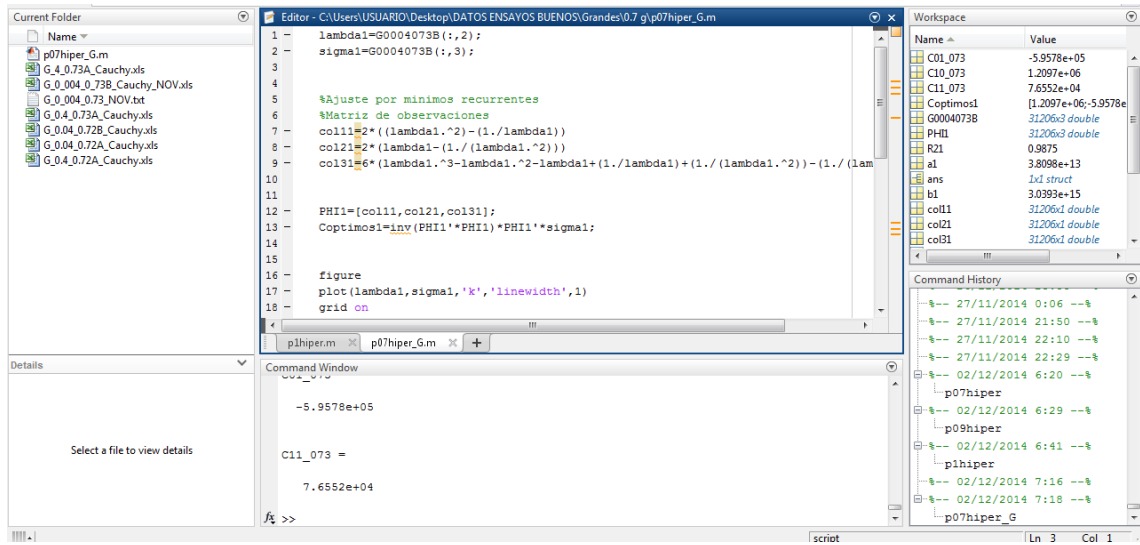 Current Folder
Name
p07hiper_G.m
G_4_0.73A_Cauchy.xls
G_0_004_0_73B_Cauchy_NOV.xls
G_0_004_0.73_NOV.txt
G_0.4_0.73A_Cauchy.xls
G_0.04_0.72B_Cauchy.xls
G_0.04_0.72A_Cauchy.xls
G_0.4_0.72A_Cauchy.xls
Details
Select a file to view details
Editor - C:\Users\USUARIO\Desktop\DATOS ENSAYOS BUENOS\Grandes\0.7 g\p07hiper_G.m
1 - lambda1=G0004073B(:,2);
2 - sigma1=G0004073B(:,3);
3
4
5 %Ajuste por minimos recurrentes
6 %Matriz de observaciones
7 - col11=2*((lambda1.^2)-(1./lambda1))
8 - col21=2*(lambda1-(1./(lambda1.^2)))
9 - col31=6*(lambda1.^3-lambda1.^2-lambda1+(1./lambda1)+(1./(lambda1.^2))-(1./(lam
10
11
12 - PHI1=[col11,col21,col31];
13 - Coptimos1=inv(PHI1'*PHI1)*PHI1'*sigma1;
14
15
16 - figure
17 - plot(lambda1,sigma1,'k','linewidth',1)
18 - grid on
p1hiper.m
p07hiper_G.m
Command Window
C01_073
-5.9578e+05
C11_073 =
7.6552e+04
fx >>
Workspace
Name Value
C01_073 -5.9578e+05
C10_073 1.2097e+06
C11_073 7.6552e+04
Coptimos1 [1.2097e+06;-5.9578e
G0004073B 31206x3 double
PHI1 31206x3 double
R21 0.9875
a1 3.8098e+13
ans 1x1 struct
b1 3.0393e+15
col11 31206x1 double
col21 31206x1 double
col31 31206x1 double
Command History
%-- 27/11/2014 0:06 --%
%-- 27/11/2014 21:50 --%
%-- 27/11/2014 22:10 --%
%-- 27/11/2014 22:29 --%
%-- 02/12/2014 6:20 --%
p07hiper
%-- 02/12/2014 6:29 --%
p09hiper
%-- 02/12/2014 6:41 --%
p1hiper
%-- 02/12/2014 7:16 --%
%-- 02/12/2014 7:18 --%
p07hiper_G
script
Ln 3 Col 1